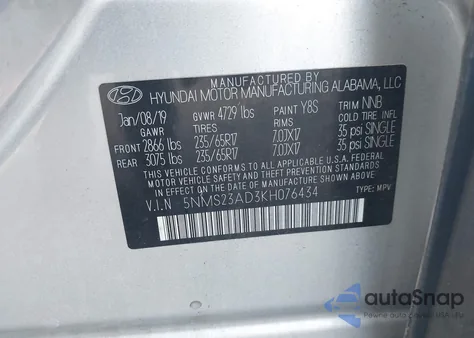 MANUFACTURED BY
HYUNDAI MOTOR MANUFACTURING ALABAMA, LLC
Jan/08/19 GVWR 4729 lbs PAINT Y8S TRIM NNB
GAWR TIRES RIMS COLD TIRE INFL
FRONT 2866 lbs 235/65R17 7.0JX17 35 psi SINGLE
REAR 3075 lbs 235/65R17 7.0JX17 35 psi SINGLE
THIS VEHICLE CONFORMS TO ALL APPLICABLE U.S.A. FEDERAL
MOTOR VEHICLE SAFETY STANDARDS IN EFFECT ON THE DATE OF
MANUFACTURE SHOWN ABOVE.
V.I.N 5NMS23AD3KH076434 TYPE: MPV
autoSnap